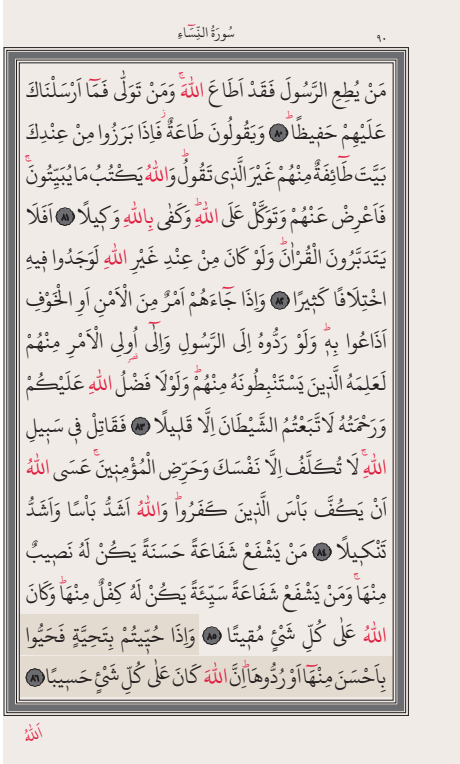 ٩٠
سُورَةُ النِّسَاءِ
مَنْ يُطِعِ الرَّسُولَ فَقَدْ اَطَاعَ اللّٰهَۚ وَمَنْ تَوَلّٰى فَمَٓا اَرْسَلْنَاكَ
عَلَيْهِمْ حَفٖيظًاؕ ﴿٨٠﴾ وَيَقُولُونَ طَاعَةٌؗ فَاِذَا بَرَزُوا مِنْ عِنْدِكَ
بَيَّتَ طَٓائِفَةٌ مِنْهُمْ غَيْرَ الَّذٖى تَقُولُؕ وَاللّٰهُ يَكْتُبُ مَا يُبَيِّتُونَۚ
فَاَعْرِضْ عَنْهُمْ وَتَوَكَّلْ عَلَى اللّٰهِؕ وَكَفٰى بِاللّٰهِ وَكٖيلًا ﴿٨١﴾ اَفَلَا
يَتَدَبَّرُونَ الْقُرْاٰنَؕ وَلَوْ كَانَ مِنْ عِنْدِ غَيْرِ اللّٰهِ لَوَجَدُوا فٖيهِ
اخْتِلَافًا كَثٖيرًا ﴿٨٢﴾ وَاِذَا جَٓاءَهُمْ اَمْرٌ مِنَ الْاَمْنِ اَوِ الْخَوْفِ
اَذَاعُوا بِهٖؕ وَلَوْ رَدُّوهُ اِلَى الرَّسُولِ وَاِلٰٓى اُو۬لِى الْاَمْرِ مِنْهُمْ
لَعَلِمَهُ الَّذٖينَ يَسْتَنْبِطُونَهُ مِنْهُمْؕ وَلَوْلَا فَضْلُ اللّٰهِ عَلَيْكُمْ
وَرَحْمَتُهُ لَاتَّبَعْتُمُ الشَّيْطَانَ اِلَّا قَلٖيلًا ﴿٨٣﴾ فَقَاتِلْ فٖى سَبٖيلِ
اللّٰهِۚ لَا تُكَلَّفُ اِلَّا نَفْسَكَ وَحَرِّضِ الْمُؤْمِنٖينَۚ عَسَى اللّٰهُ
اَنْ يَكُفَّ بَاْسَ الَّذٖينَ كَفَرُواؕ وَاللّٰهُ اَشَدُّ بَاْسًا وَاَشَدُّ
تَنْكٖيلًا ﴿٨٤﴾ مَنْ يَشْفَعْ شَفَاعَةً حَسَنَةً يَكُنْ لَهُ نَصٖيبٌ
مِنْهَاۚ وَمَنْ يَشْفَعْ شَفَاعَةً سَيِّئَةً يَكُنْ لَهُ كِفْلٌ مِنْهَاؕ وَكَانَ
اللّٰهُ عَلٰى كُلِّ شَىْءٍ مُقٖيتًا ﴿٨٥﴾ وَاِذَا حُيّٖيتُمْ بِتَحِيَّةٍ فَحَيُّوا
بِاَحْسَنَ مِنْهَٓا اَوْ رُدُّوهَاؕ اِنَّ اللّٰهَ كَانَ عَلٰى كُلِّ شَىْءٍ حَسٖيبًا ﴿٨٦﴾
اَللّٰهُ